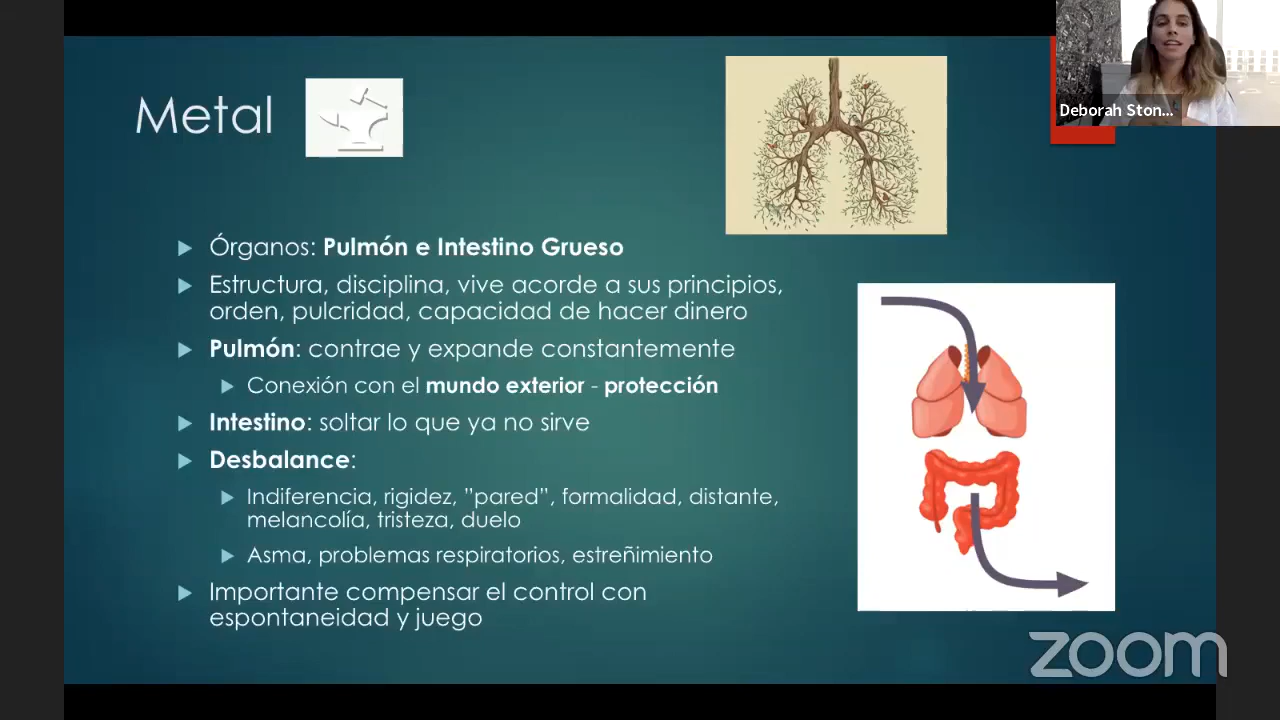 Metal
Deborah Ston...
Órganos: Pulmón e Intestino Grueso
Estructura, disciplina, vive acorde a sus principios,
orden, pulcridad, capacidad de hacer dinero
Pulmón: contrae y expande constantemente
Conexión con el mundo exterior - protección
Intestino: soltar lo que ya no sirve
Desbalance:
Indiferencia, rigidez, ”pared”, formalidad, distante,
melancolía, tristeza, duelo
Asma, problemas respiratorios, estreñimiento
Importante compensar el control con
espontaneidad y juego
zoom